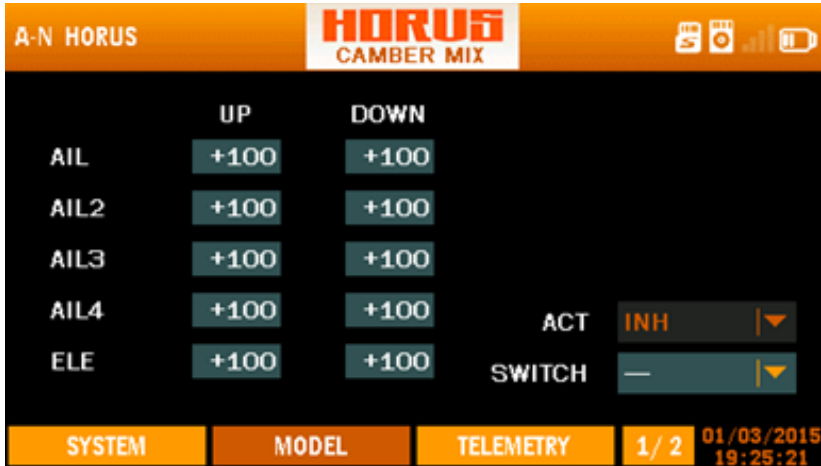 A-N HORUS
HORUS
CAMBER MIX
UP DOWN
AIL +100 +100
AIL2 +100 +100
AIL3 +100 +100
AIL4 +100 +100
ACT INH
ELE +100 +100
SWITCH —
SYSTEM MODEL TELEMETRY 1/ 2 01/03/2015
19:25:21